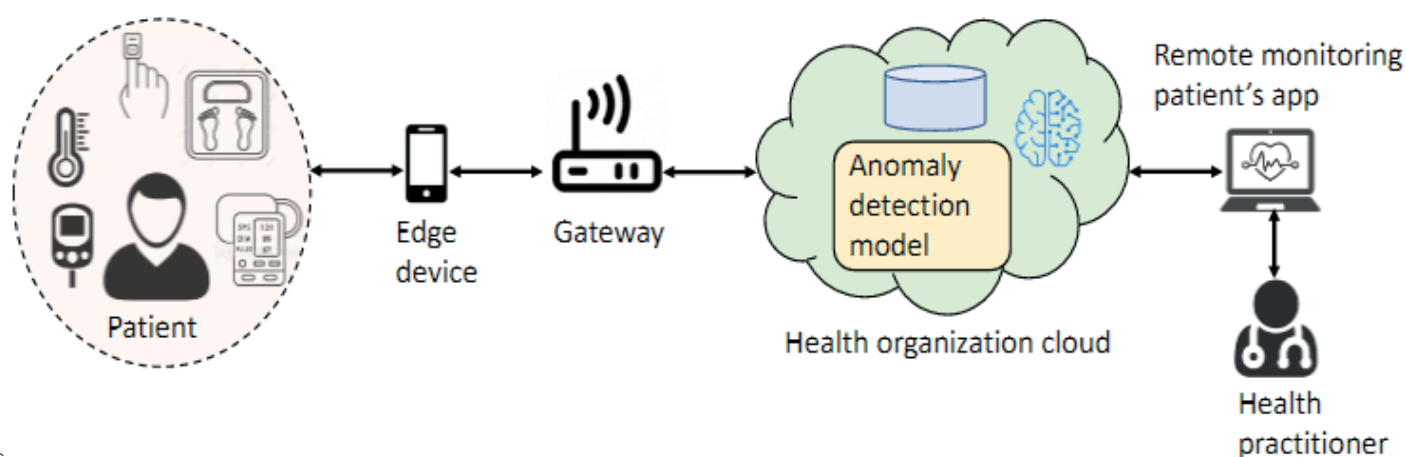 Patient
Edge
device
Gateway
Anomaly
detection
model
Health organization cloud
Remote monitoring
patient's app
Health
practitioner